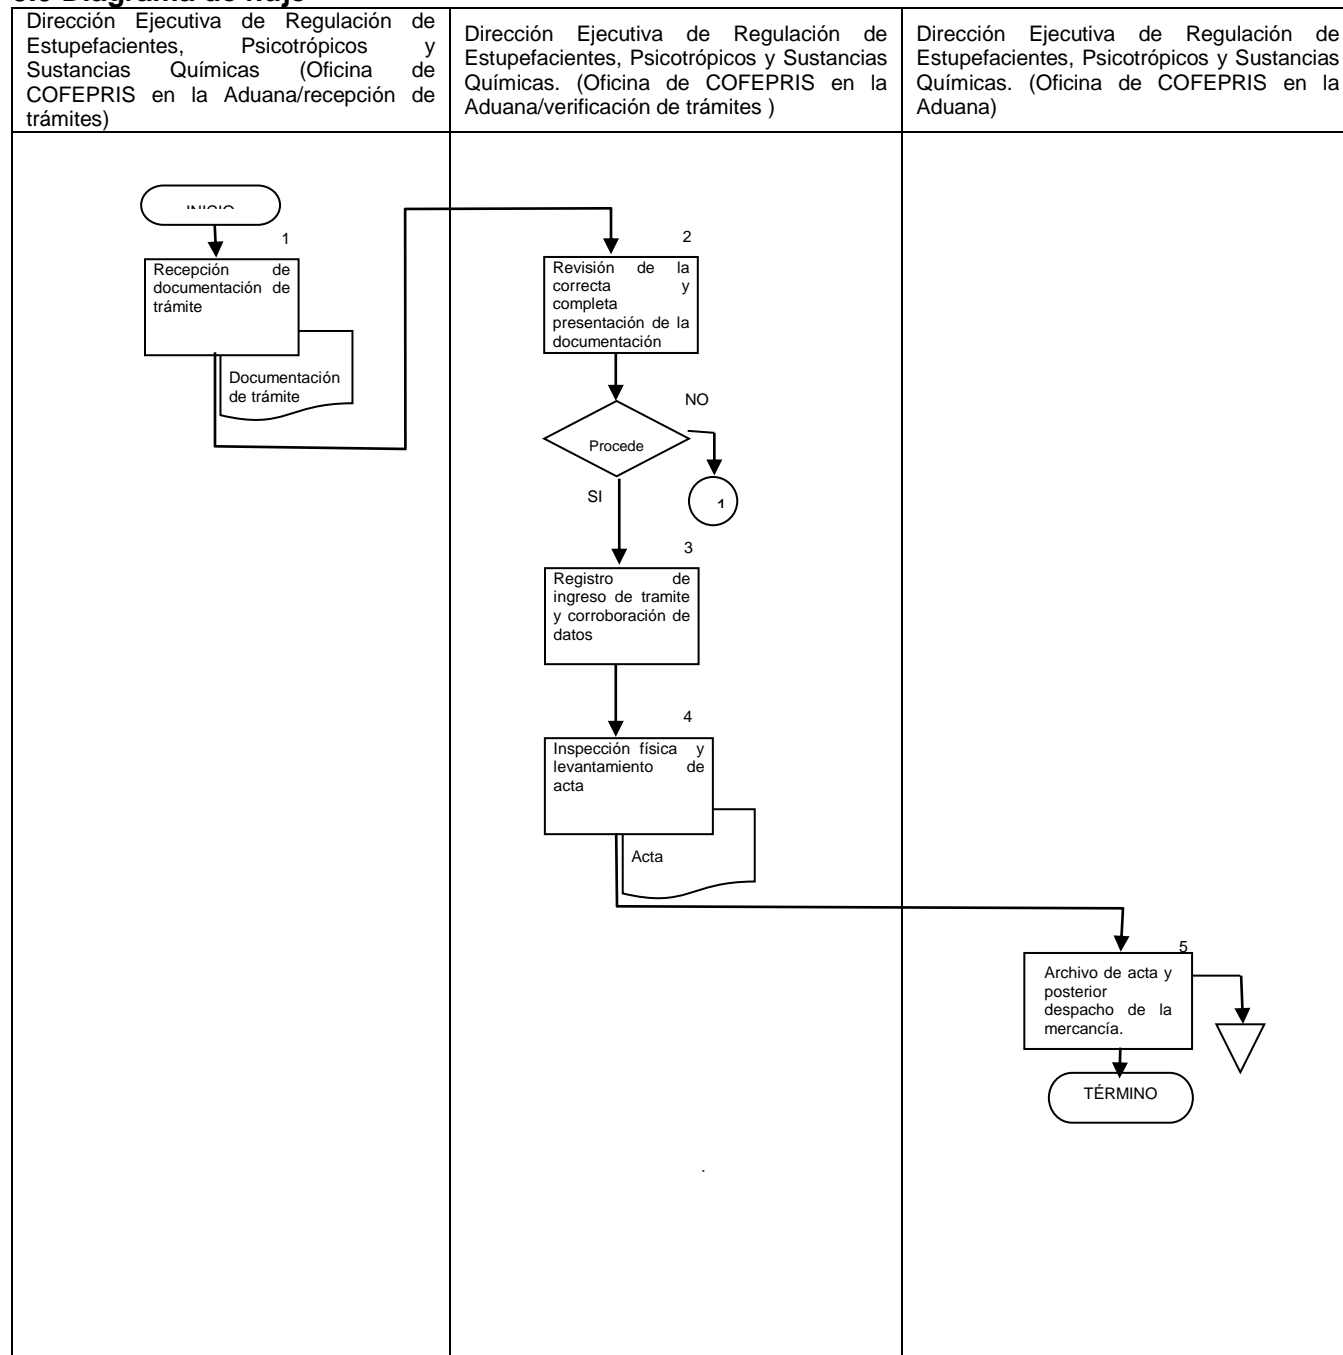 Dirección Ejecutiva de Regulación de
Estupefacientes, Psicotrópicos y
Sustancias Químicas (Oficina de
COFEPRIS en la Aduana/recepción de
trámites)
Dirección Ejecutiva de Regulación de
Estupefacientes, Psicotrópicos y Sustancias
Químicas. (Oficina de COFEPRIS en la
Aduana/verificación de trámites )
Dirección Ejecutiva de Regulación de
Estupefacientes, Psicotrópicos y Sustancias
Químicas. (Oficina de COFEPRIS en la
Aduana)
INICIO
1
Recepción de
documentación de
trámite
Documentación
de trámite
2
Revisión de la
correcta y
completa
presentación de la
documentación
Procede
NO
1
SI
3
Registro de
ingreso de tramite
y corroboración de
datos
4
Inspección física y
levantamiento de
acta
Acta
5
Archivo de acta y
posterior
despacho de la
mercancía.
TÉRMINO
.